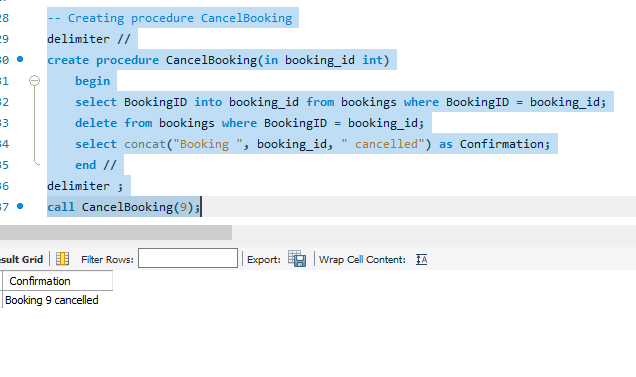 28 -- Creating procedure CancelBooking
29 delimiter //
30 create procedure CancelBooking(in booking_id int)
31 begin
32 select BookingID into booking_id from bookings where BookingID = booking_id;
33 delete from bookings where BookingID = booking_id;
34 select concat("Booking ", booking_id, " cancelled") as Confirmation;
35 end //
36 delimiter ;
37 call CancelBooking(9);
sult Grid Filter Rows: Export: Wrap Cell Content: IA
Confirmation
Booking 9 cancelled